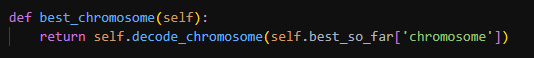 def best_chromosome(self):
    return self.decode_chromosome(self.best_so_far['chromosome'])